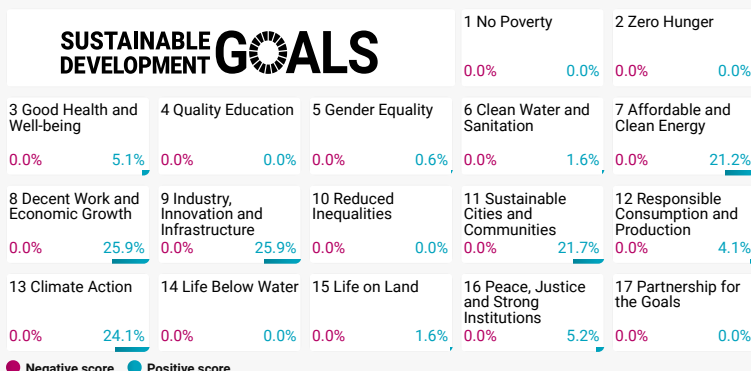 SUSTAINABLE
DEVELOPMENT
GOALS
1 No Poverty
0.0% 0.0%
2 Zero Hunger
0.0% 0.0%
3 Good Health and
Well-being
0.0% 5.1%
4 Quality Education
0.0% 0.0%
5 Gender Equality
0.0% 0.6%
6 Clean Water and
Sanitation
0.0% 1.6%
7 Affordable and
Clean Energy
0.0% 21.2%
8 Decent Work and
Economic Growth
0.0% 25.9%
9 Industry,
Innovation and
Infrastructure
0.0% 25.9%
10 Reduced
Inequalities
0.0% 0.0%
11 Sustainable
Cities and
Communities
0.0% 21.7%
12 Responsible
Consumption and
Production
0.0% 4.1%
13 Climate Action
0.0% 24.1%
14 Life Below Water
0.0% 0.0%
15 Life on Land
0.0% 1.6%
16 Peace, Justice
and Strong
Institutions
0.0% 5.2%
17 Partnership for
the Goals
0.0% 0.0%
Negative score Positive score